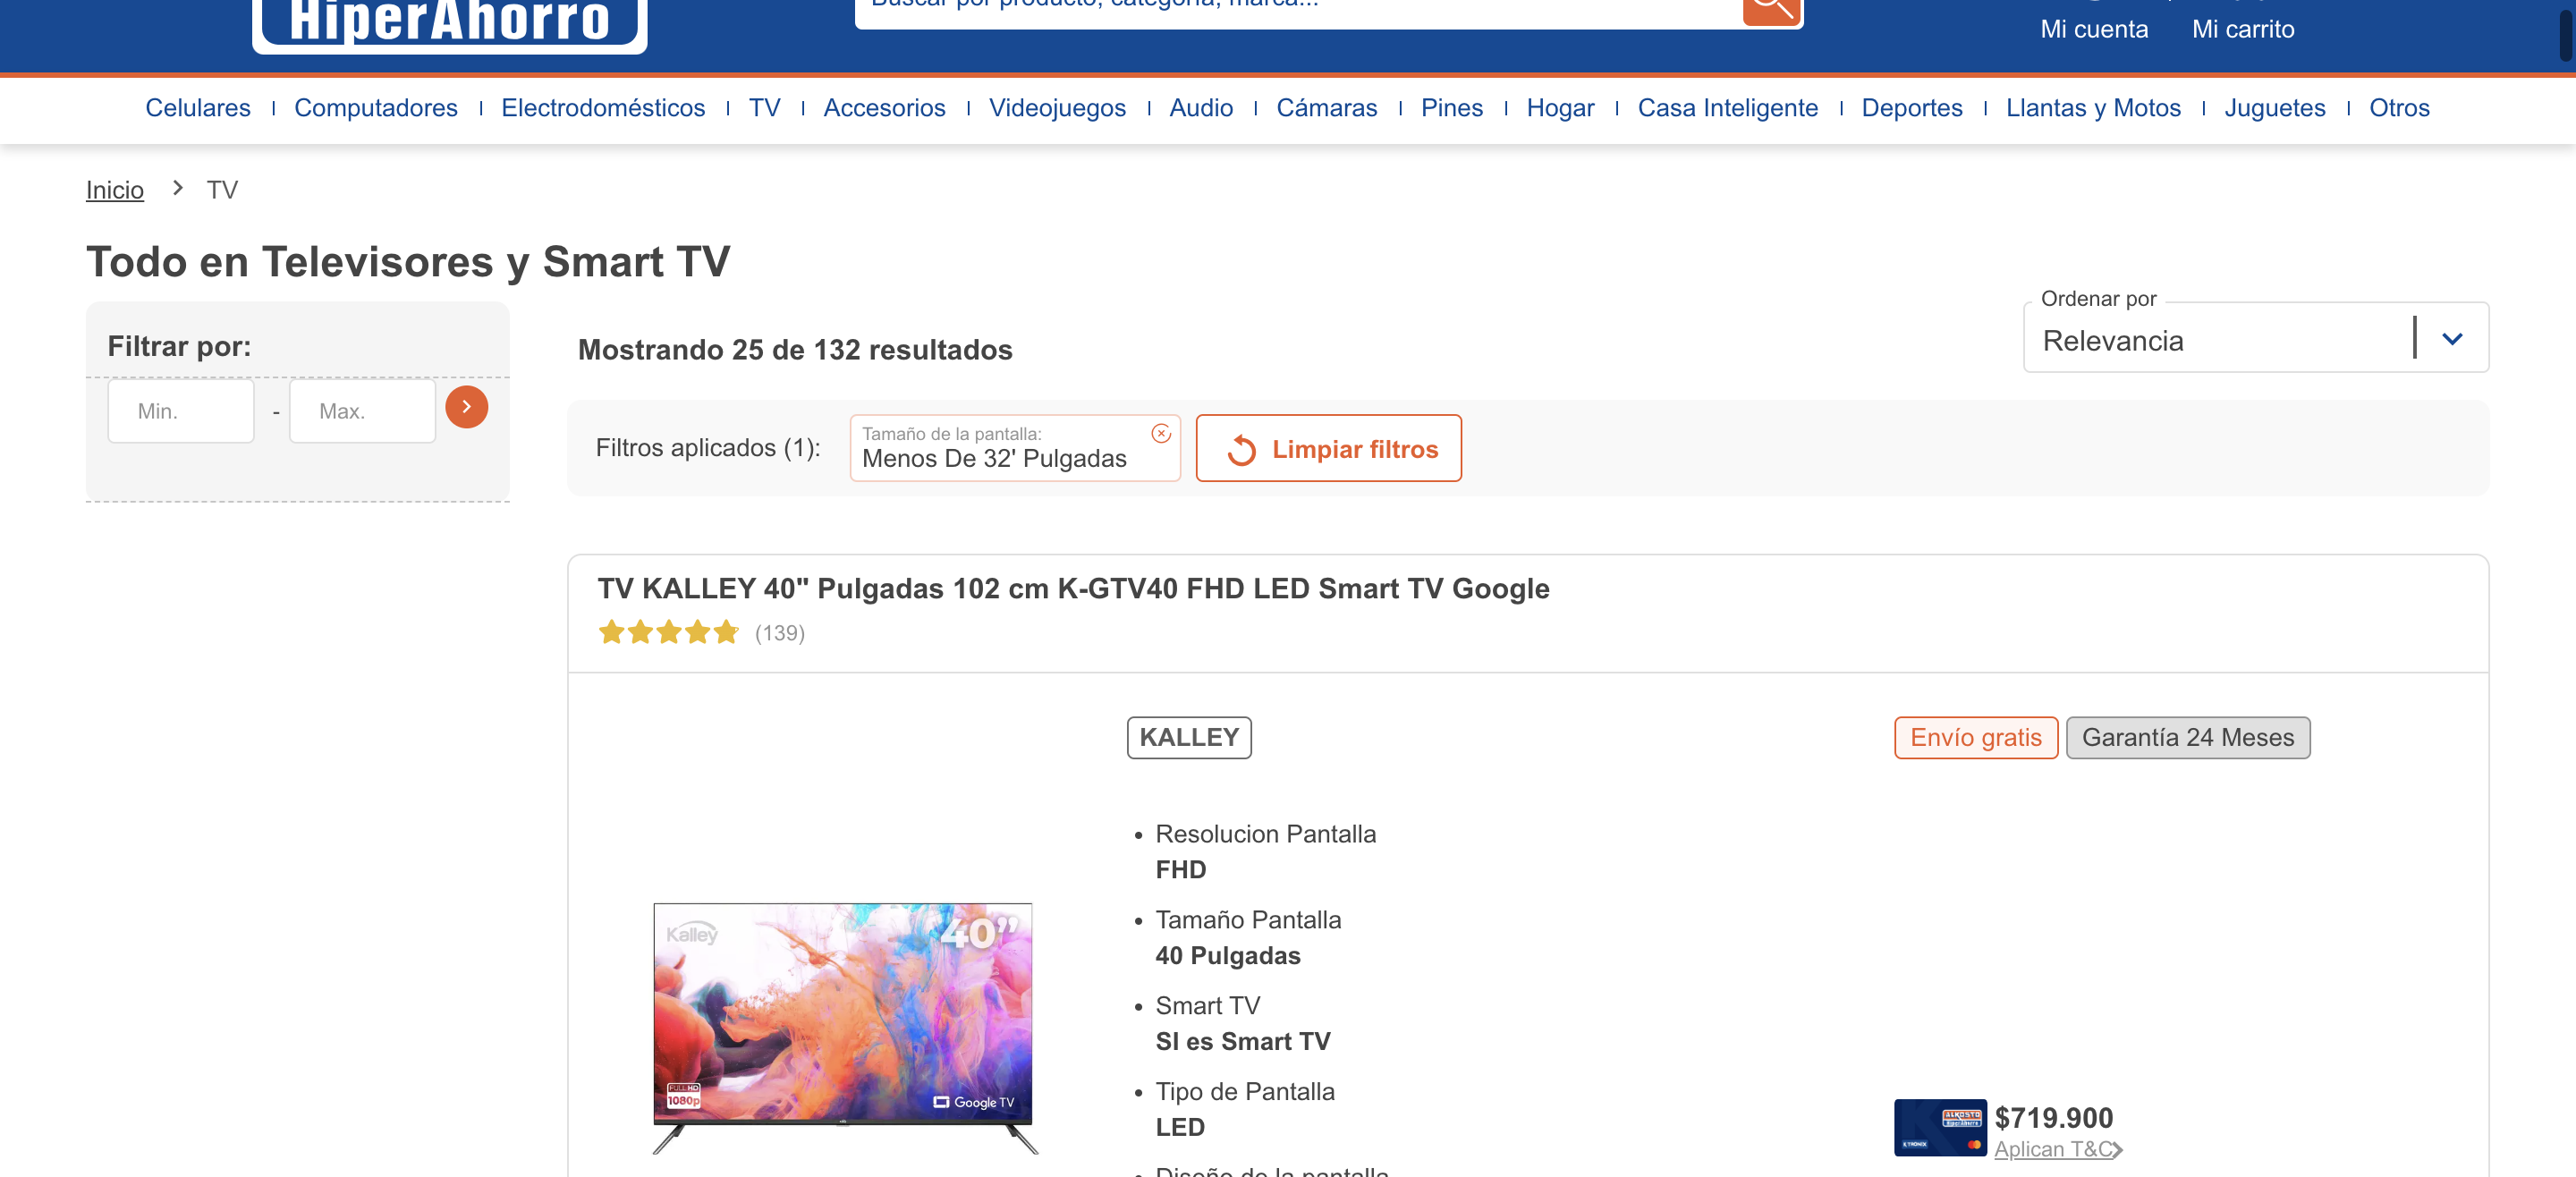 HiperAhorro
Buscar por producto, categoría, marca...
Mi cuenta
Mi carrito
Celulares
Computadores
Electrodomésticos
TV
Accesorios
Videojuegos
Audio
Cámaras
Pines
Hogar
Casa Inteligente
Deportes
Llantas y Motos
Juguetes
Otros
Inicio > TV
Todo en Televisores y Smart TV
Filtrar por:
Min.
-
Max.
Mostrando 25 de 132 resultados
Ordenar por
Relevancia
Filtros aplicados (1):
Tamaño de la pantalla:
Menos De 32' Pulgadas
Limpiar filtros
TV KALLEY 40" Pulgadas 102 cm K-GTV40 FHD LED Smart TV Google
(139)
KALLEY
Envío gratis
Garantía 24 Meses
Kalley
40”
FULL HD
1080p
Google TV
• Resolucion Pantalla
FHD
• Tamaño Pantalla
40 Pulgadas
• Smart TV
SI es Smart TV
• Tipo de Pantalla
LED
• Diseño de la pantalla
ALKOSTO
HiperAhorro
KTRONIX
$719.900
Aplican T&C